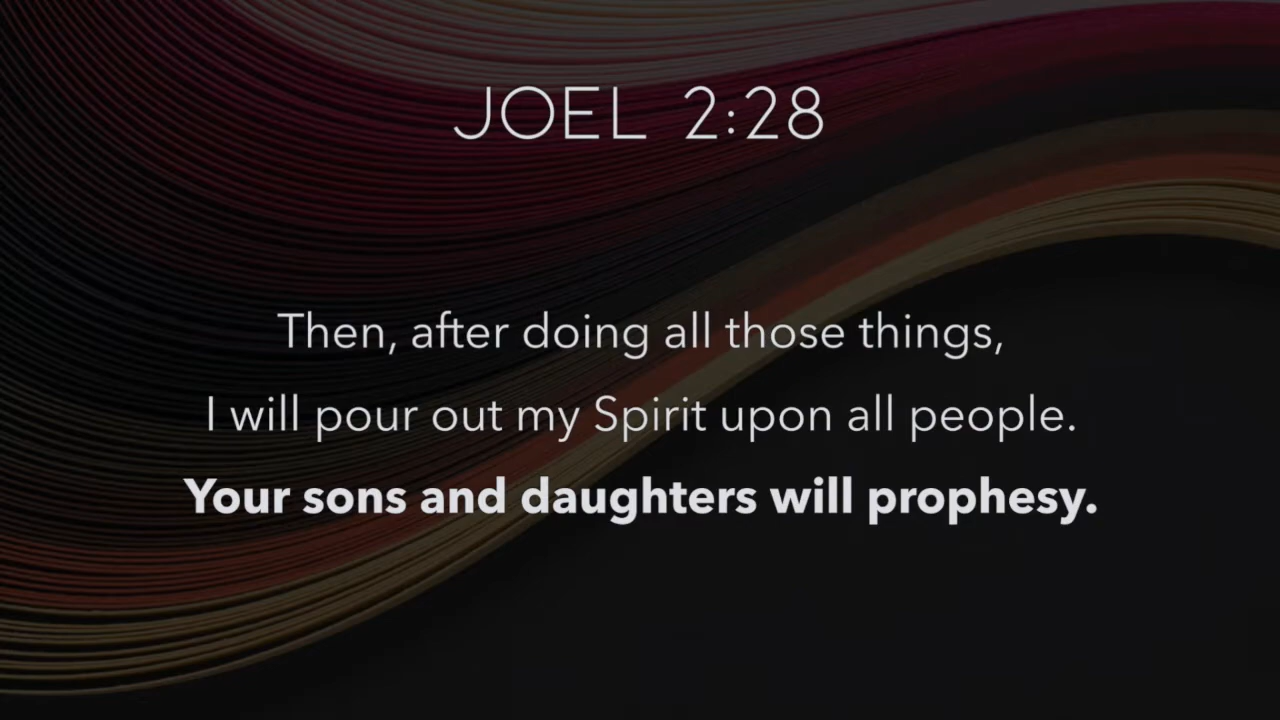 JOEL 2:28
Then, after doing all those things,
I will pour out my Spirit upon all people.
Your sons and daughters will prophesy.